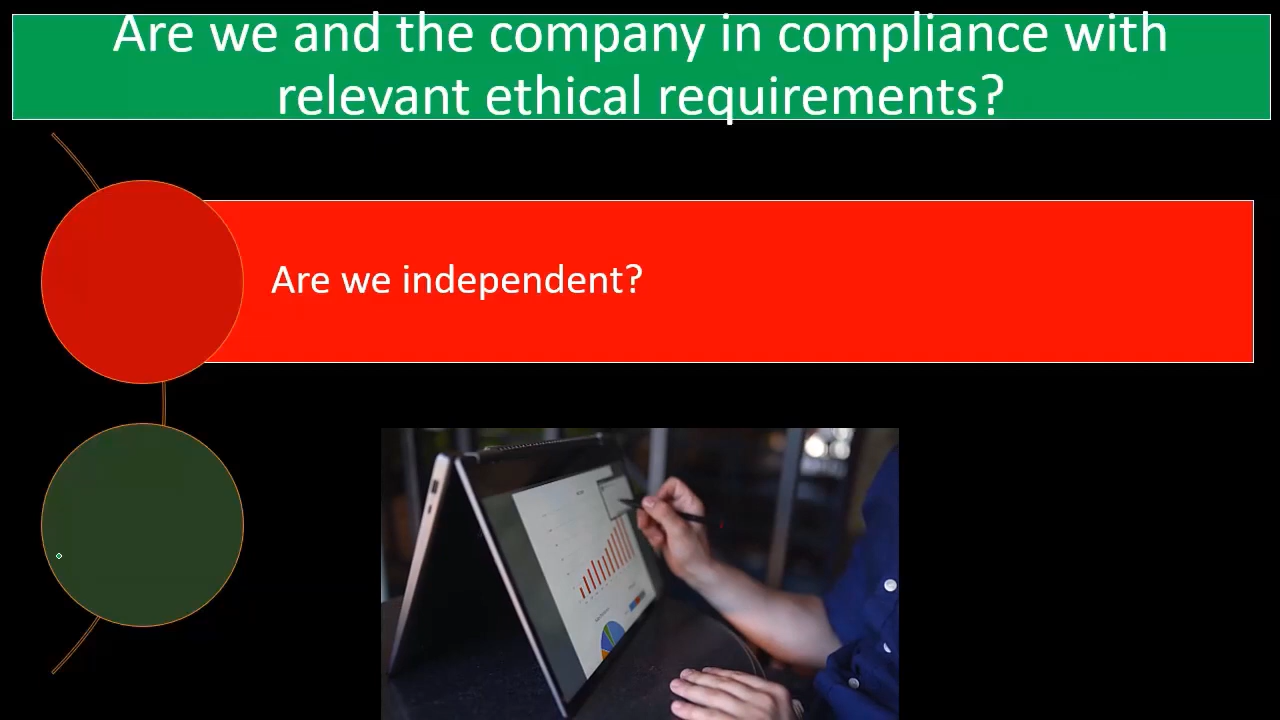 Are we and the company in compliance with
relevant ethical requirements?
Are we independent?